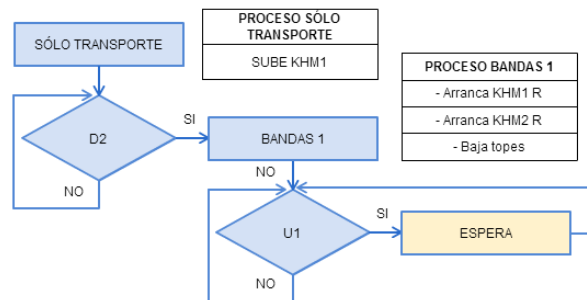 PROCESO SÓLO
TRANSPORTE
SUBE KHM1
SÓLO TRANSPORTE
PROCESO BANDAS 1
- Arranca KHM1 R
- Arranca KHM2 R
- Baja topes
D2
SI
BANDAS 1
NO
NO
U1
SI
ESPERA
NO